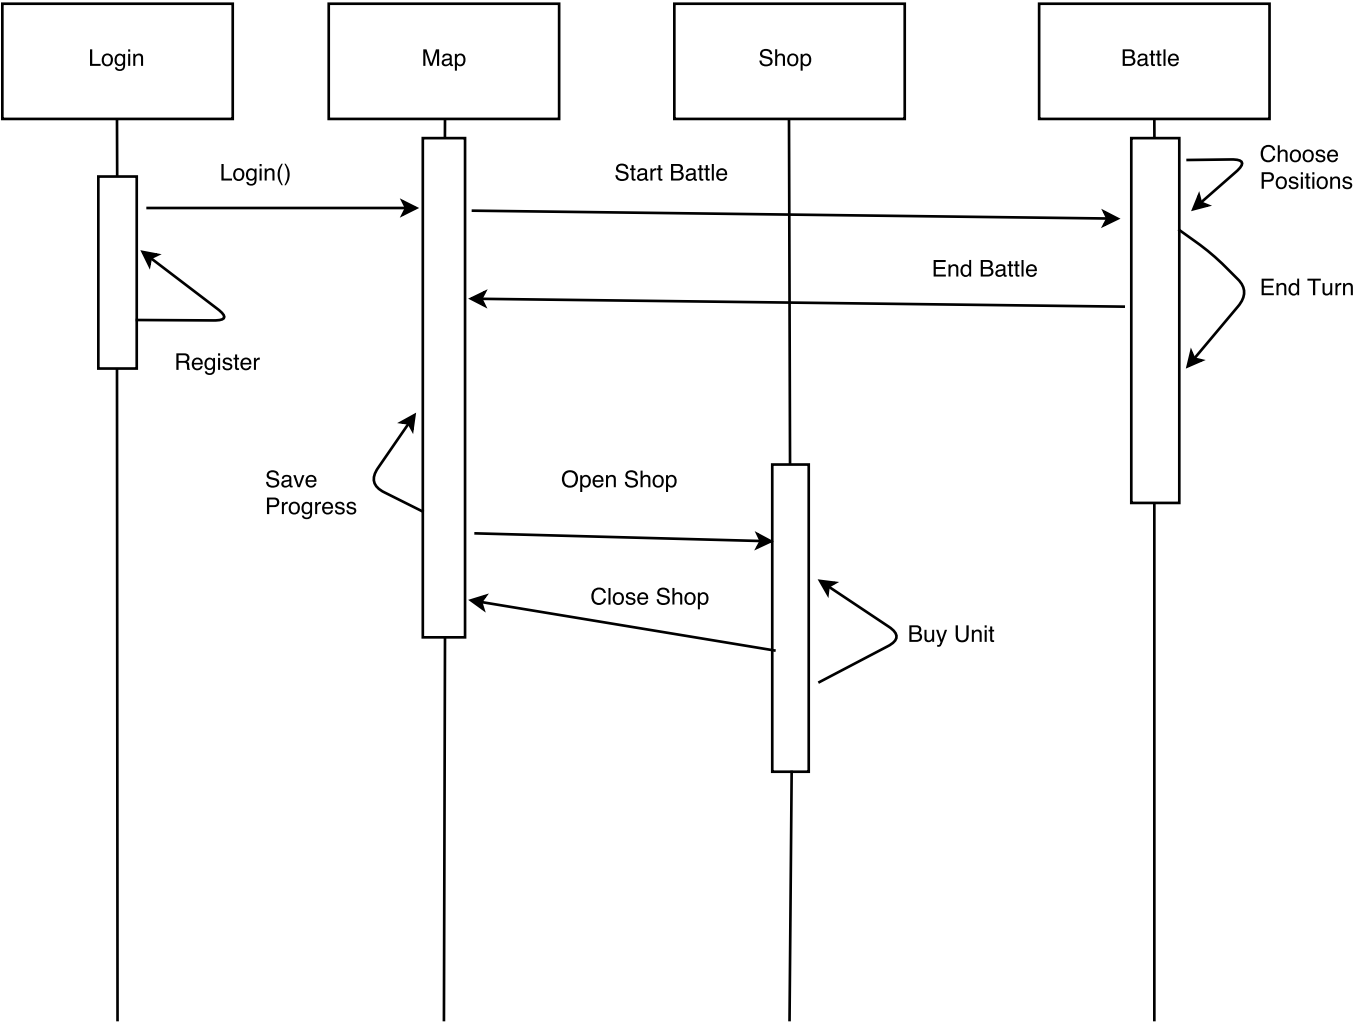 Login
Map
Shop
Battle
Choose
Positions
Login()
Start Battle
End Battle
End Turn
Register
Save
Progress
Open Shop
Close Shop
Buy Unit